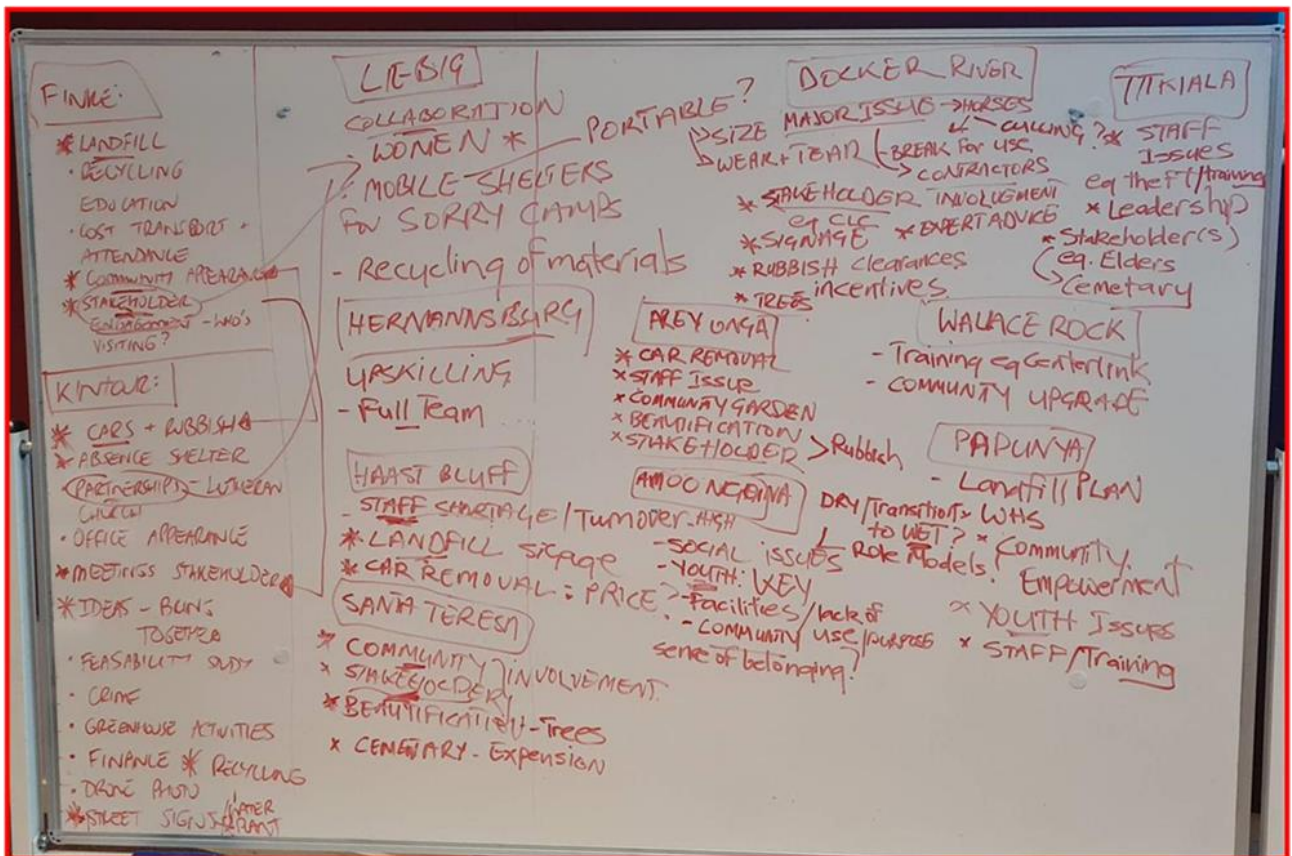 FINKE:
* LANDFILL
• RECYCLING
EDUCATION
• COST TRANSPORT +
ATTENDANCE
* COMMUNITY APPEARANCE
* STAKEHOLDER
ENGAGEMENT - WHO'S
VISITING?
KINTORE:
* CARS + RUBBISH
* ABSENCE SHELTER
PARTNERSHIPS - LUTHERAN
CHURCH
• OFFICE APPEARANCE
* MEETINGS STAKEHOLDER
* IDEAS - BLING
TOGETHER
• FEASABILITY STUDY
• CRIME
• GREENHOUSE ACTIVITIES
• FINANCE * RECYCLING
• DRONE PHOTO
* STREET SIGNS / WATER
GRANT
LIEBIG
COLLABORATION
• WOMEN *
MOBILE SHELTERS
FOR SORRY CAMPS
PORTABLE?
- Recycling of materials
HERMANNSBURG
UPSKILLING
- Full Team
HAAST BLUFF
- STAFF SHORTAGE / Turnover - HIGH
* LANDFILL signage
* CAR REMOVAL : PRICE?
SANTA TERESA
* COMMUNITY } INVOLVEMENT.
* STAKEHOLDER
* BEAUTIFICATION - Trees
* CEMETARY - Expension
DOCKER RIVER
MAJOR ISSUE → HORSES
SIZE
WEAR + TEAR
CULLING?
BREAK for USE
CONTRACTORS
* STAKEHOLDER INVOLVEMENT
eg CLC
* SIGNAGE * EXPERT ADVICE
* RUBBISH clearances
incentives
* TREES
TITKIALA
* STAFF
ISSUES
eg theft/training
* Leadership
* Stakeholder(s)
eg. Elders
Cemetary
AREYONGA
* CAR REMOVAL
* STAFF ISSUE
* COMMUNITY GARDEN
* BEAUTIFICATION
* STAKEHOLDER > Rubbish
WALACE ROCK
- Training eg Centerlink
- COMMUNITY UPGRADE
AMOONGUNA
DRY/Transition
to WET?
- SOCIAL ISSUES
Role Models.
- YOUTH: KEY
- Facilities / lack of
- COMMUNITY USE/PURPOSE
sense of belonging?
PAPUNYA
- Landfill PLAN
* WHS
* Community
Empowerment
* YOUTH ISSUES
* STAFF/Training